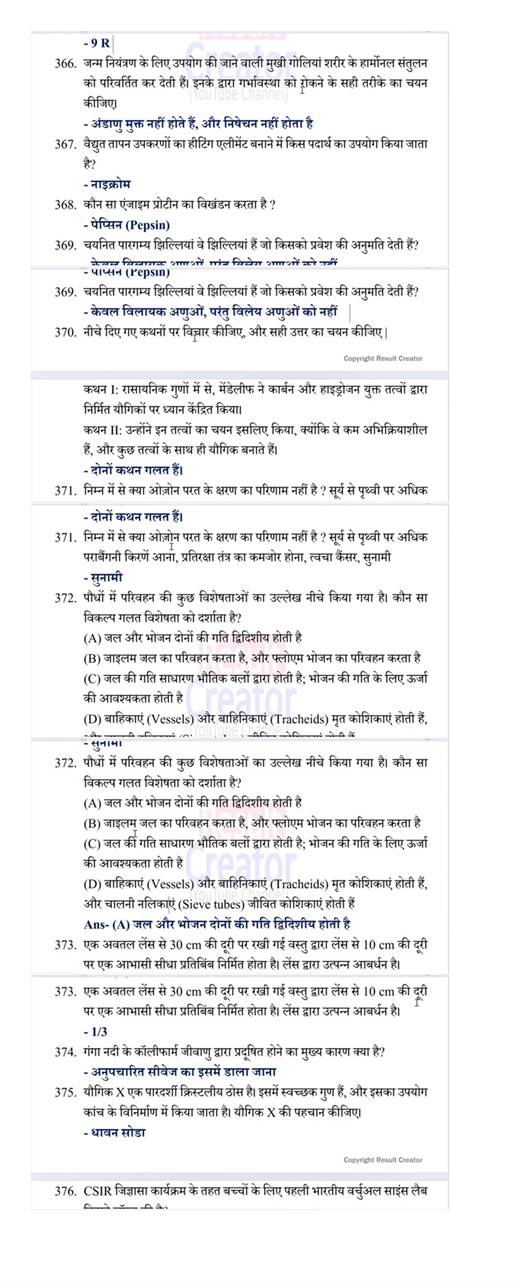 - 9 R
366. जन्म नियंत्रण के लिए उपयोग की जाने वाली मुखी गोलियां शरीर के हार्मोनल संतुलन
को परिवर्तित कर देती हैं। इनके द्वारा गर्भावस्था को रोकने के सही तरीके का चयन
कीजिए।
- अंडाणु मुक्त नहीं होते हैं, और निषेचन नहीं होता है
367. वैद्युत तापन उपकरणों का हीटिंग एलीमेंट बनाने में किस पदार्थ का उपयोग किया जाता
है?
- नाइक्रोम
368. कौन सा एंजाइम प्रोटीन का विखंडन करता है ?
- पेप्सिन (Pepsin)
369. चयनित पारगम्य झिल्लियां वे झिल्लियां हैं जो किसको प्रवेश की अनुमति देती हैं?
केवल विलायक अणुओं, परंतु विलेय अणुओं को नहीं
- पेप्सिन (Pepsin)
369. चयनित पारगम्य झिल्लियां वे झिल्लियां हैं जो किसको प्रवेश की अनुमति देती हैं?
- केवल विलायक अणुओं, परंतु विलेय अणुओं को नहीं
370. नीचे दिए गए कथनों पर विचार कीजिए, और सही उत्तर का चयन कीजिए|
Copyright Result Creator
कथन I: रासायनिक गुणों में से, मेंडेलीफ ने कार्बन और हाइड्रोजन युक्त तत्वों द्वारा
निर्मित यौगिकों पर ध्यान केंद्रित किया।
कथन II: उन्होंने इन तत्वों का चयन इसलिए किया, क्योंकि वे कम अभिक्रियाशील
हैं, और कुछ तत्वों के साथ ही यौगिक बनाते हैं।
- दोनों कथन गलत हैं।
371. निम्न में से क्या ओज़ोन परत के क्षरण का परिणाम नहीं है ? सूर्य से पृथ्वी पर अधिक
- दोनों कथन गलत हैं।
371. निम्न में से क्या ओज़ोन परत के क्षरण का परिणाम नहीं है ? सूर्य से पृथ्वी पर अधिक
पराबैंगनी किरणें आना, प्रतिरक्षा तंत्र का कमजोर होना, त्वचा कैंसर, सुनामी
- सुनामी
372. पौधों में परिवहन की कुछ विशेषताओं का उल्लेख नीचे किया गया है। कौन सा
विकल्प गलत विशेषता को दर्शाता है?
(A) जल और भोजन दोनों की गति द्विदिशीय होती है
(B) जाइलम जल का परिवहन करता है, और फ्लोएम भोजन का परिवहन करता है
(C) जल की गति साधारण भौतिक बलों द्वारा होती है; भोजन की गति के लिए ऊर्जा
की आवश्यकता होती है
(D) बाहिकाएं (Vessels) और बाहिनिकाएं (Tracheids) मृत कोशिकाएं होती हैं,
- सुनामी
372. पौधों में परिवहन की कुछ विशेषताओं का उल्लेख नीचे किया गया है। कौन सा
विकल्प गलत विशेषता को दर्शाता है?
(A) जल और भोजन दोनों की गति द्विदिशीय होती है
(B) जाइलम जल का परिवहन करता है, और फ्लोएम भोजन का परिवहन करता है
(C) जल की गति साधारण भौतिक बलों द्वारा होती है; भोजन की गति के लिए ऊर्जा
की आवश्यकता होती है
(D) बाहिकाएं (Vessels) और बाहिनिकाएं (Tracheids) मृत कोशिकाएं होती हैं,
और चालनी नलिकाएं (Sieve tubes) जीवित कोशिकाएं होती हैं
Ans- (A) जल और भोजन दोनों की गति द्विदिशीय होती है
373. एक अवतल लेंस से 30 cm की दूरी पर रखी गई वस्तु द्वारा लेंस से 10 cm की दूरी
पर एक आभासी सीधा प्रतिबिंब निर्मित होता है। लेंस द्वारा उत्पन्न आबर्धन है।
373. एक अवतल लेंस से 30 cm की दूरी पर रखी गई वस्तु द्वारा लेंस से 10 cm की दूरी
पर एक आभासी सीधा प्रतिबिंब निर्मित होता है। लेंस द्वारा उत्पन्न आबर्धन है।
- 1/3
374. गंगा नदी के कॉलीफार्म जीवाणु द्वारा प्रदूषित होने का मुख्य कारण क्या है?
- अनुपचारित सीवेज का इसमें डाला जाना
375. यौगिक X एक पारदर्शी क्रिस्टलीय ठोस है। इसमें स्वच्छक गुण हैं, और इसका उपयोग
कांच के विनिर्माण में किया जाता है। यौगिक X की पहचान कीजिए।
- धावन सोडा
Copyright Result Creator
376. CSIR जिज्ञासा कार्यक्रम के तहत बच्चों के लिए पहली भारतीय वर्चुअल साइंस लैब